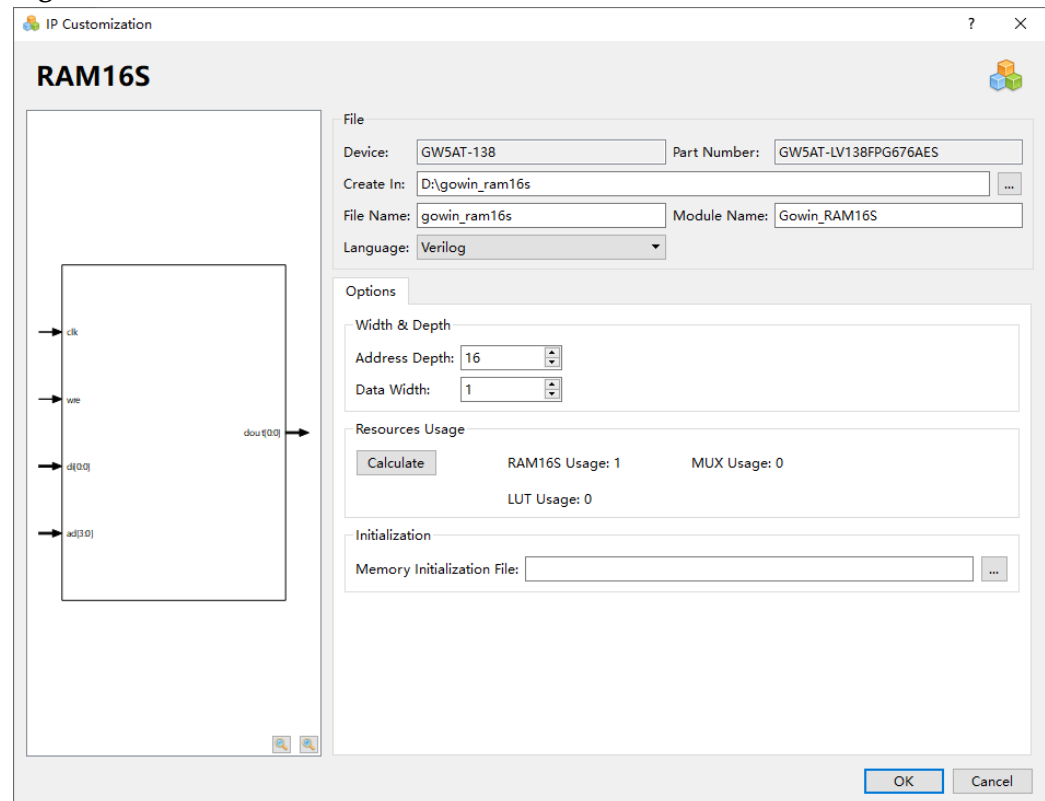 IP Customization
RAM16S
File
Device: GW5AT-138 Part Number: GW5AT-LV138FPG676AES
Create In: D:\gowin_ram16s ...
File Name: gowin_ram16s Module Name: Gowin_RAM16S
Language: Verilog
Options
Width & Depth
Address Depth: 16
Data Width: 1
Resources Usage
Calculate RAM16S Usage: 1 MUX Usage: 0
LUT Usage: 0
Initialization
Memory Initialization File: ...
clk
wre
dout[0:0]
di[0:0]
ad[3:0]
OK Cancel